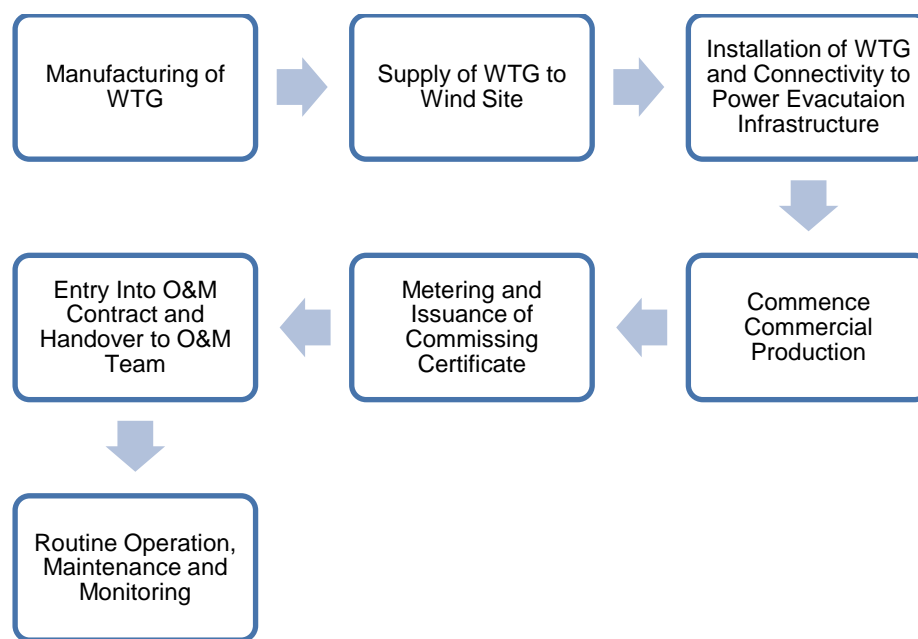 Manufacturing of
WTG
Supply of WTG to
Wind Site
Installation of WTG
and Connectivity to
Power Evacutaion
Infrastructure
Commence
Commercial
Production
Metering and
Issuance of
Commissing
Certificate
Entry Into O&M
Contract and
Handover to O&M
Team
Routine Operation,
Maintenance and
Monitoring